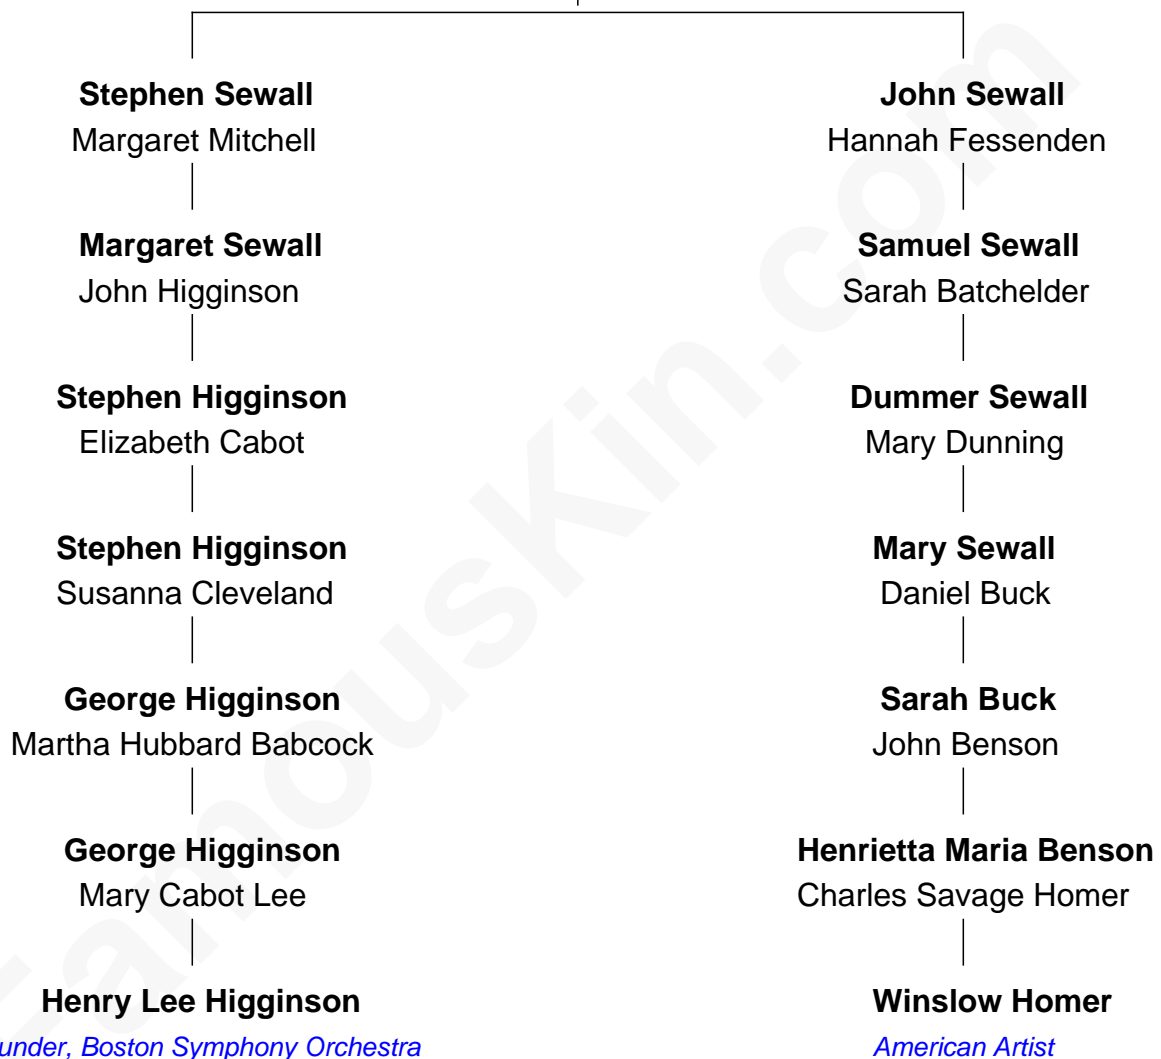 Stephen Sewall
Margaret Mitchell
John Sewall
Hannah Fessenden
Margaret Sewall
John Higginson
Samuel Sewall
Sarah Batchelder
Stephen Higginson
Elizabeth Cabot
Dummer Sewall
Mary Dunning
Stephen Higginson
Susanna Cleveland
Mary Sewall
Daniel Buck
George Higginson
Martha Hubbard Babcock
Sarah Buck
John Benson
George Higginson
Mary Cabot Lee
Henrietta Maria Benson
Charles Savage Homer
Henry Lee Higginson
under, Boston Symphony Orchestra
Winslow Homer
American Artist
FamousKin.com